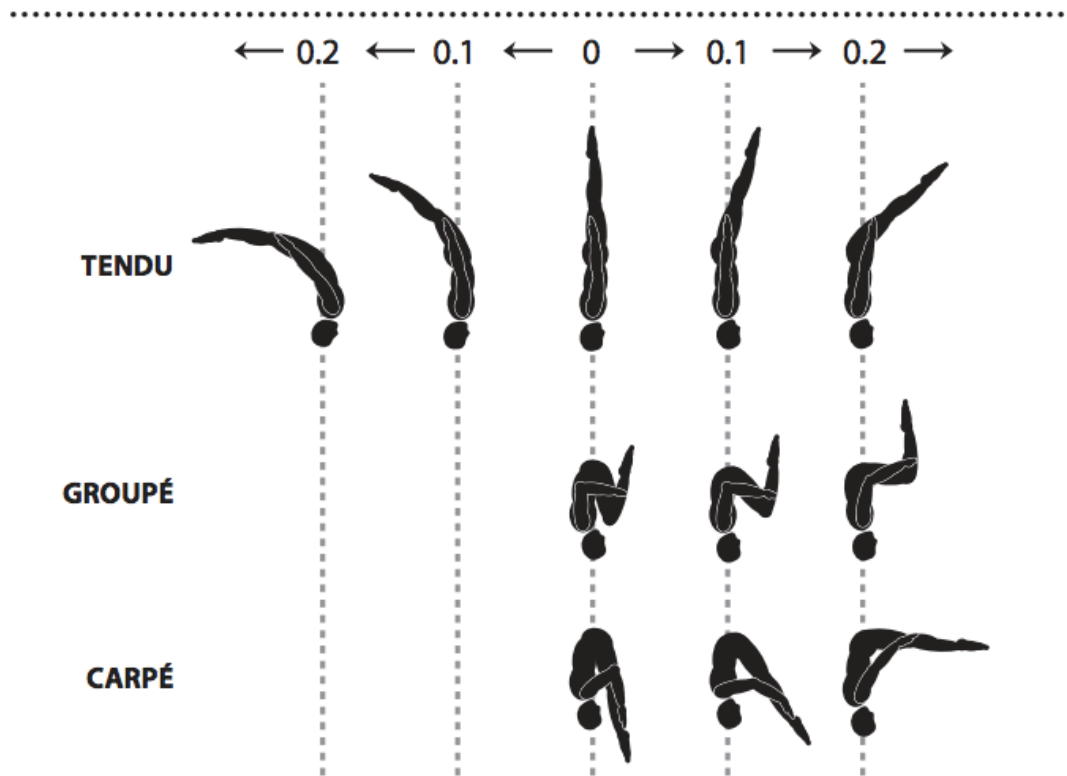 ← 0.2 ← 0.1 ← 0 → 0.1 → 0.2 →
TENDU
GROUPÉ
CARPÉ